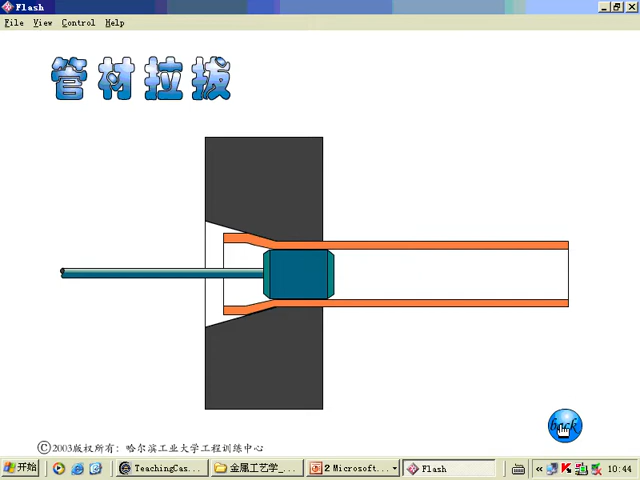 Flash
File View Control Help
管材拉拔
back
©2003版权所有：哈尔滨工业大学工程训练中心
开始 TeachingCas... 金属工艺学_... 2 Microsoft... Flash « 10:44